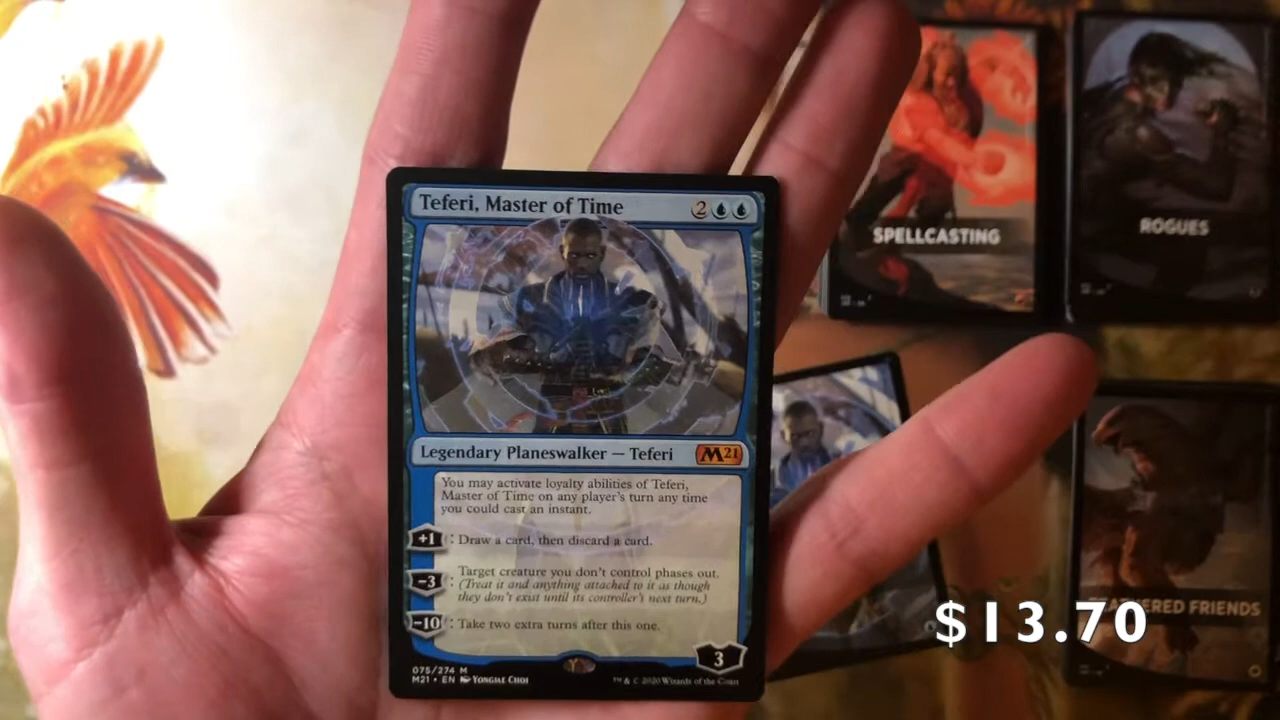 Teferi, Master of Time 2
Legendary Planeswalker — Teferi M21
You may activate loyalty abilities of Teferi,
Master of Time on any player's turn any time
you could cast an instant.
+1 : Draw a card, then discard a card.
Target creature you don't control phases out.
-3 : (Treat it and anything attached to it as though
they don't exist until its controller's next turn.)
-10 : Take two extra turns after this one.
3
075/274 M
M21 • EN YONGJAE CHOI
™ & © 2020 Wizards of the Coast
SPELLCASTING
ROGUES
FEATHERED FRIENDS
$13.70